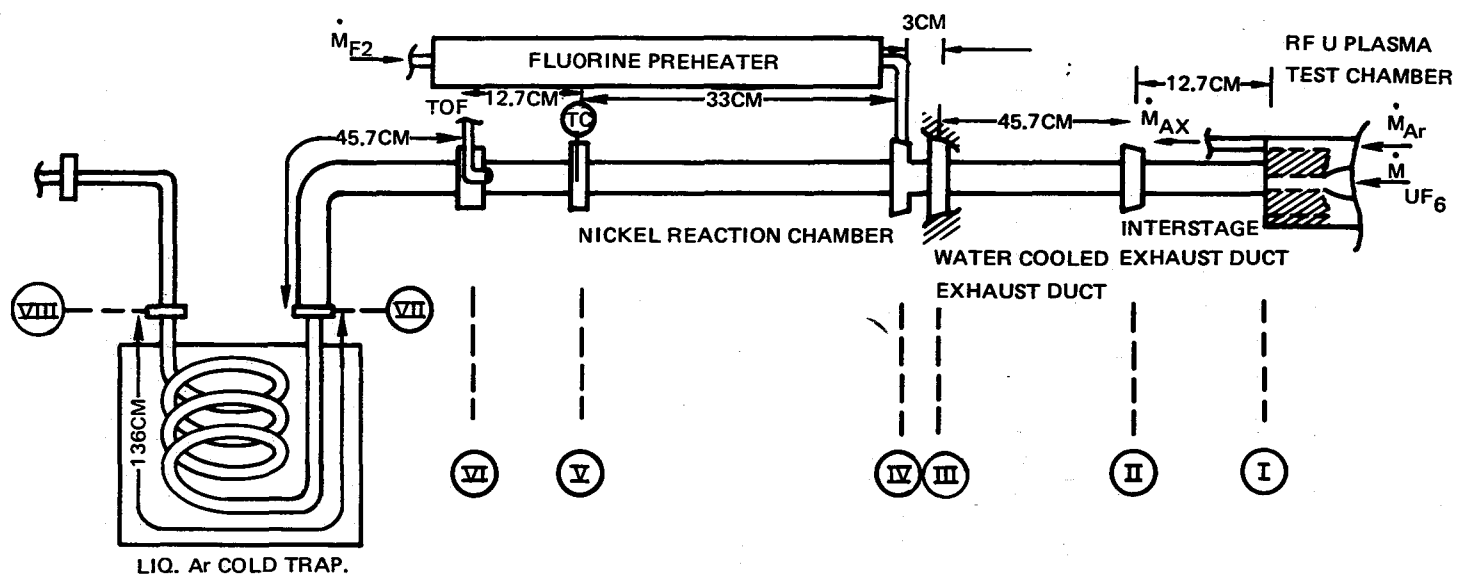 3CM
Ṁ
F2
FLUORINE PREHEATER
RF U PLASMA
TEST CHAMBER
12.7CM
33CM
12.7CM
TOF
TC
45.7CM
45.7CM
Ṁ
AX
Ṁ
Ar
Ṁ
UF6
NICKEL REACTION CHAMBER
INTERSTAGE
WATER COOLED EXHAUST DUCT
EXHAUST DUCT
VIII
VII
136CM
VI
V
IV
III
II
I
LIQ. Ar COLD TRAP.